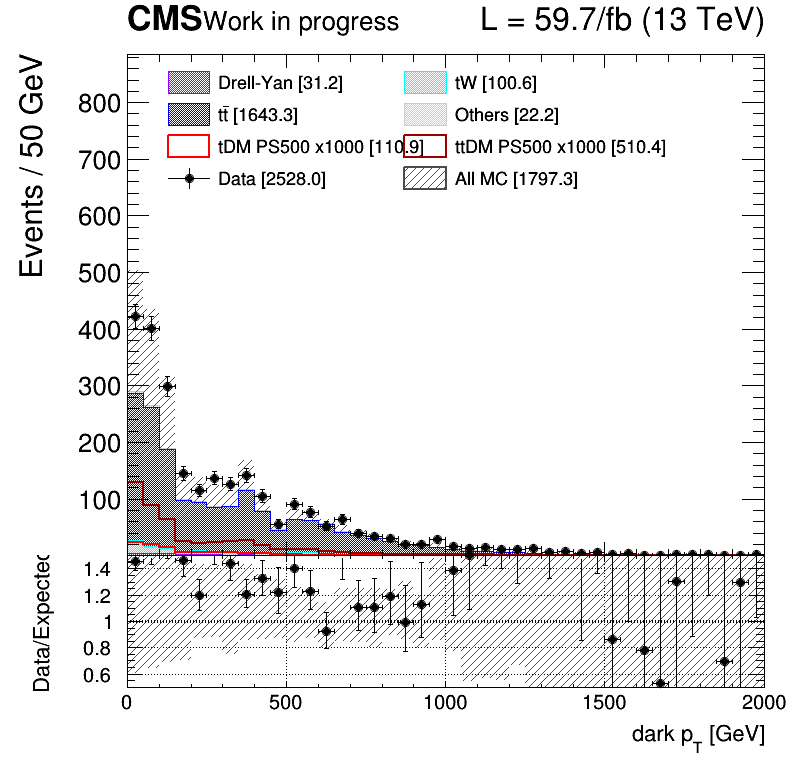 CMS Work in progress L = 59.7/fb (13 TeV)
Events / 50 GeV
800
700
600
500
400
300
200
100
Drell-Yan [31.2] tW [100.6]
tt̄ [1643.3] Others [22.2]
tDM PS500 x1000 [110.9] ttDM PS500 x1000 [510.4]
Data [2528.0] All MC [1797.3]
Data/Expected
1.4
1.2
1
0.8
0.6
0 500 1000 1500 2000
dark p_T [GeV]